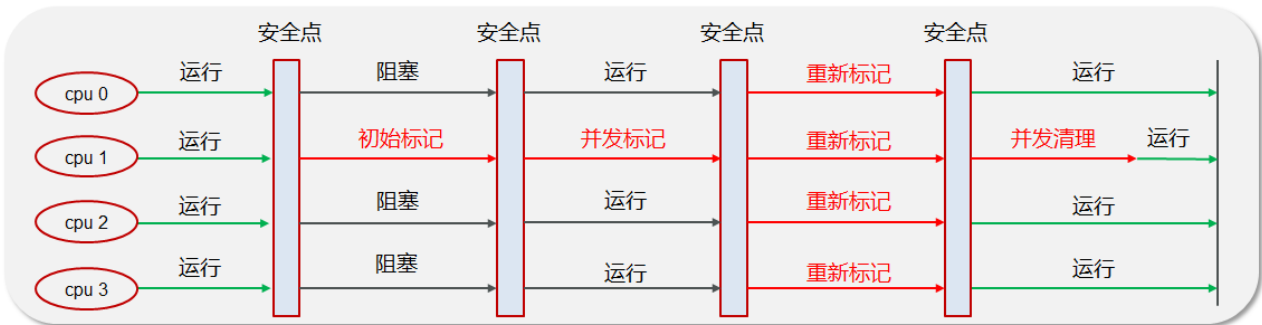 安全点 安全点 安全点 安全点
cpu 0 运行 阻塞 运行 重新标记 运行
cpu 1 运行 初始标记 并发标记 重新标记 并发清理 运行
cpu 2 运行 阻塞 运行 重新标记 运行
cpu 3 运行 阻塞 运行 重新标记 运行